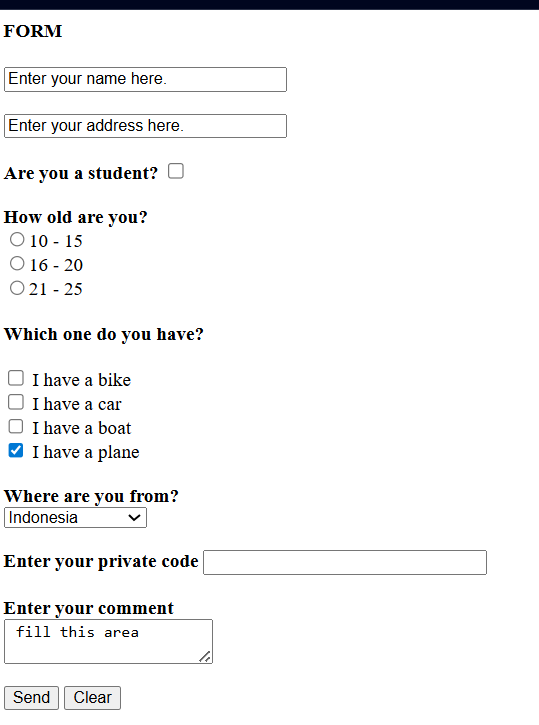 FORM
Enter your name here.
Enter your address here.
Are you a student?
How old are you?
10 - 15
16 - 20
21 - 25
Which one do you have?
I have a bike
I have a car
I have a boat
I have a plane
Where are you from?
Indonesia
Enter your private code
Enter your comment
fill this area
Send Clear